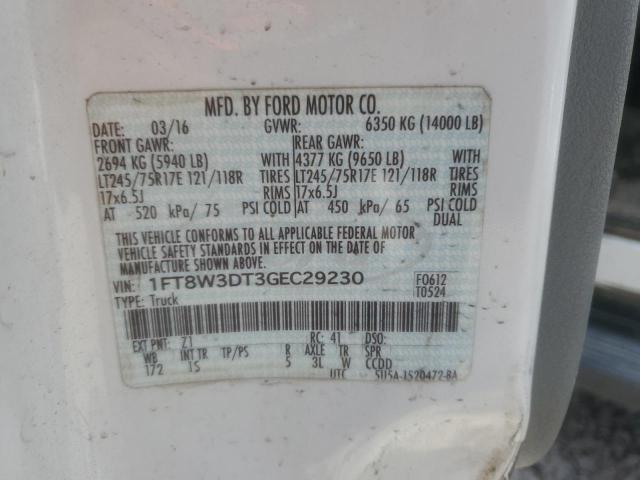 MFD. BY FORD MOTOR CO.
DATE: 03/16 GVWR: 6350 KG (14000 LB)
FRONT GAWR: REAR GAWR:
2694 KG (5940 LB) WITH 4377 KG (9650 LB) WITH
LT245/75R17E 121/118R TIRES LT245/75R17E 121/118R TIRES
17x6.5J RIMS 17x6.5J RIMS
AT 520 kPa/ 75 PSI COLD AT 450 kPa/ 65 PSI COLD
DUAL
THIS VEHICLE CONFORMS TO ALL APPLICABLE FEDERAL MOTOR
VEHICLE SAFETY STANDARDS IN EFFECT ON THE DATE OF
MANUFACTURE SHOWN ABOVE.
VIN: 1FT8W3DT3GEC29230 F0612
TYPE: Truck T0524
EXT PNT: Z1 RC: 41 DSO:
WB INT TR TP/PS R AXLE TR SPR
172 IS 5 3L W CCDD
UTC 5U5A-1520472-BA